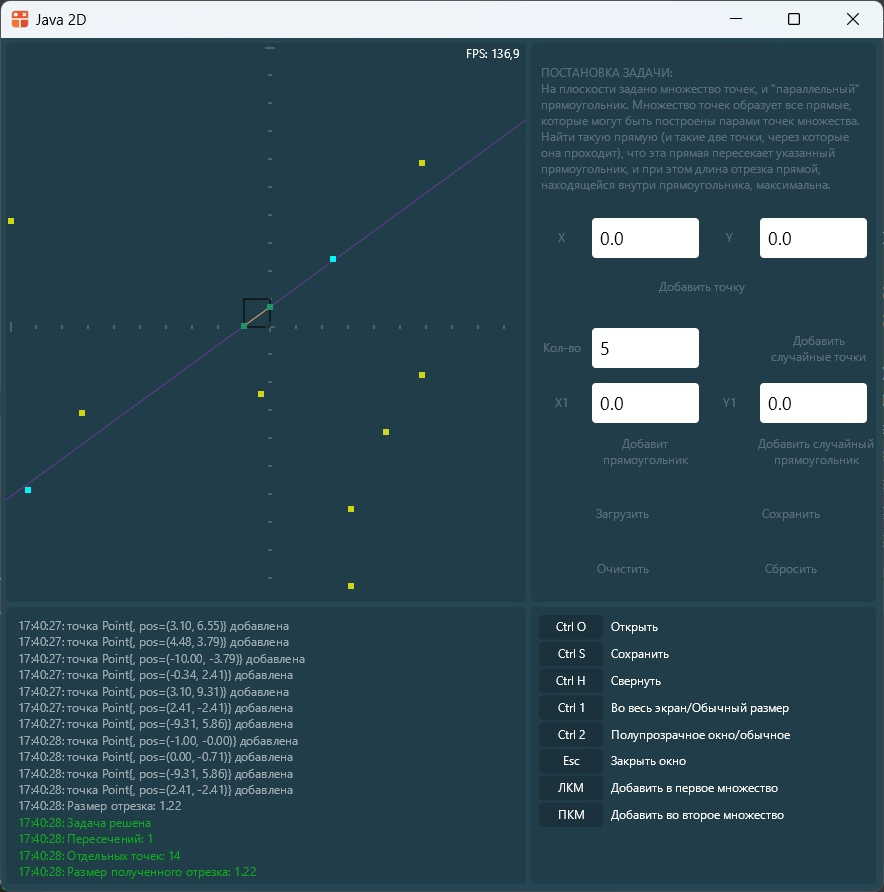 Java 2D
FPS: 136,9
ПОСТАНОВКА ЗАДАЧИ:
На плоскости задано множество точек, и "параллельный"
прямоугольник. Множество точек образует все прямые,
которые могут быть построены парами точек множества.
Найти такую прямую (и такие две точки, через которые
она проходит), что эта прямая пересекает указанный
прямоугольник, и при этом длина отрезка прямой,
находящейся внутри прямоугольника, максимальна.
X
0.0
Y
0.0
Добавить точку
Кол-во
5
Добавить
случайные точки
X1
0.0
Y1
0.0
Добавит
прямоугольник
Добавить случайный
прямоугольник
Загрузить
Сохранить
Очистить
Сбросить
17:40:27: точка Point{, pos=(3.10, 6.55)} добавлена
17:40:27: точка Point{, pos=(4.48, 3.79)} добавлена
17:40:27: точка Point{, pos=(-10.00, -3.79)} добавлена
17:40:27: точка Point{, pos=(-0.34, 2.41)} добавлена
17:40:27: точка Point{, pos=(3.10, 9.31)} добавлена
17:40:27: точка Point{, pos=(2.41, -2.41)} добавлена
17:40:27: точка Point{, pos=(-9.31, 5.86)} добавлена
17:40:28: точка Point{, pos=(-1.00, -0.00)} добавлена
17:40:28: точка Point{, pos=(0.00, -0.71)} добавлена
17:40:28: точка Point{, pos=(-9.31, 5.86)} добавлена
17:40:28: точка Point{, pos=(2.41, -2.41)} добавлена
17:40:28: Размер отрезка: 1.22
17:40:28: Задача решена
17:40:28: Пересечений: 1
17:40:28: Отдельных точек: 14
17:40:28: Размер полученного отрезка: 1.22
Ctrl O Открыть
Ctrl S Сохранить
Ctrl H Свернуть
Ctrl 1 Во весь экран/Обычный размер
Ctrl 2 Полупрозрачное окно/обычное
Esc Закрыть окно
ЛКМ Добавить в первое множество
ПКМ Добавить во второе множество